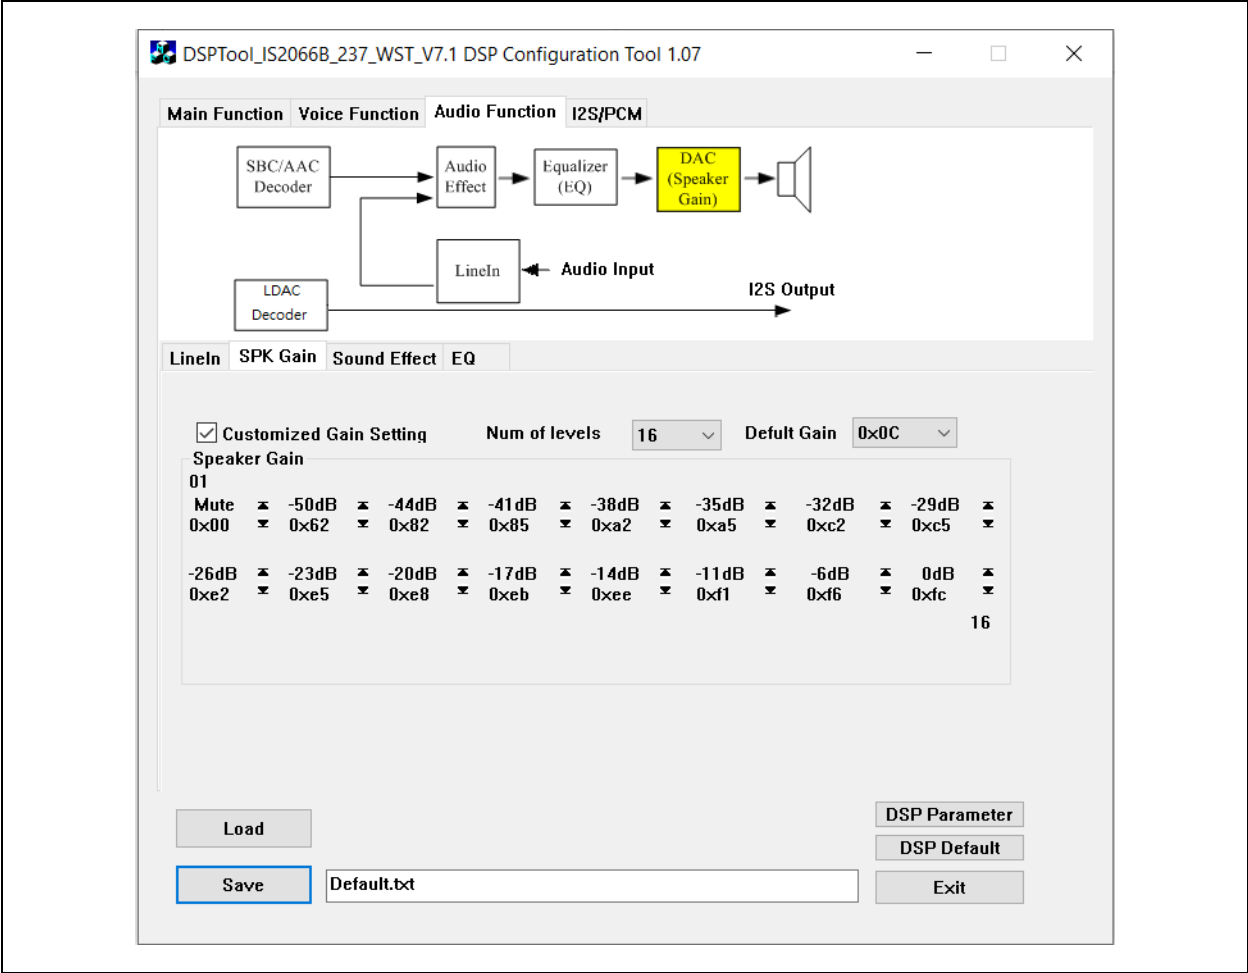 DSPTool_IS2066B_237_WST_V7.1 DSP Configuration Tool 1.07
Main Function Voice Function Audio Function I2S/PCM
SBC/AAC
Decoder
Audio
Effect
Equalizer
(EQ)
DAC
(Speaker
Gain)
LineIn
Audio Input
LDAC
Decoder
I2S Output
LineIn SPK Gain Sound Effect EQ
Customized Gain Setting Num of levels 16 Defult Gain 0x0C
Speaker Gain
01
Mute -50dB -44dB -41dB -38dB -35dB -32dB -29dB
0x00 0x62 0x82 0x85 0xa2 0xa5 0xc2 0xc5
-26dB -23dB -20dB -17dB -14dB -11dB -6dB 0dB
0xe2 0xe5 0xe8 0xeb 0xee 0xf1 0xf6 0xfc
16
Load
DSP Parameter
DSP Default
Save Default.txt Exit